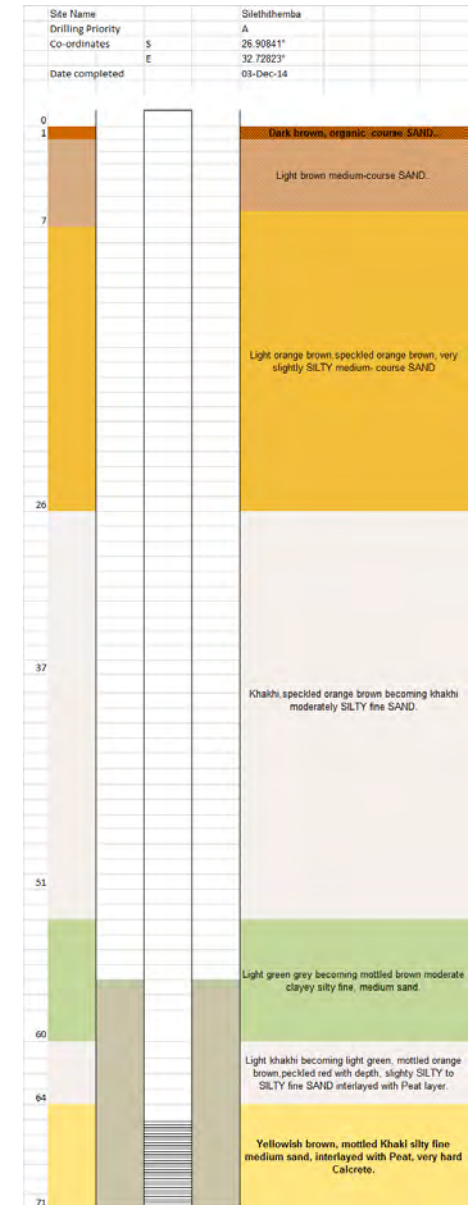 Site Name Silethithemba
Drilling Priority A
Co-ordinates S 26.90841°
E 32.72823°
Date completed 03-Dec-14
0
1 Dark brown, organic course SAND..
Light brown medium-course SAND.
7
Light orange brown,speckled orange brown, very
slightly SILTY medium- course SAND
26
37
Khakhi,speckled orange brown becoming khakhi
moderately SILTY fine SAND.
51
Light green grey becoming mottled brown moderate
clayey silty fine, medium sand.
60
Light khakhi becoming light green, mottled orange
brown,peckled red with depth, slighty SILTY to
SILTY fine SAND interlayed with Peat layer.
64
Yellowish brown, mottled Khaki silty fine
medium sand, interlayed with Peat, very hard
Calcrete.
71